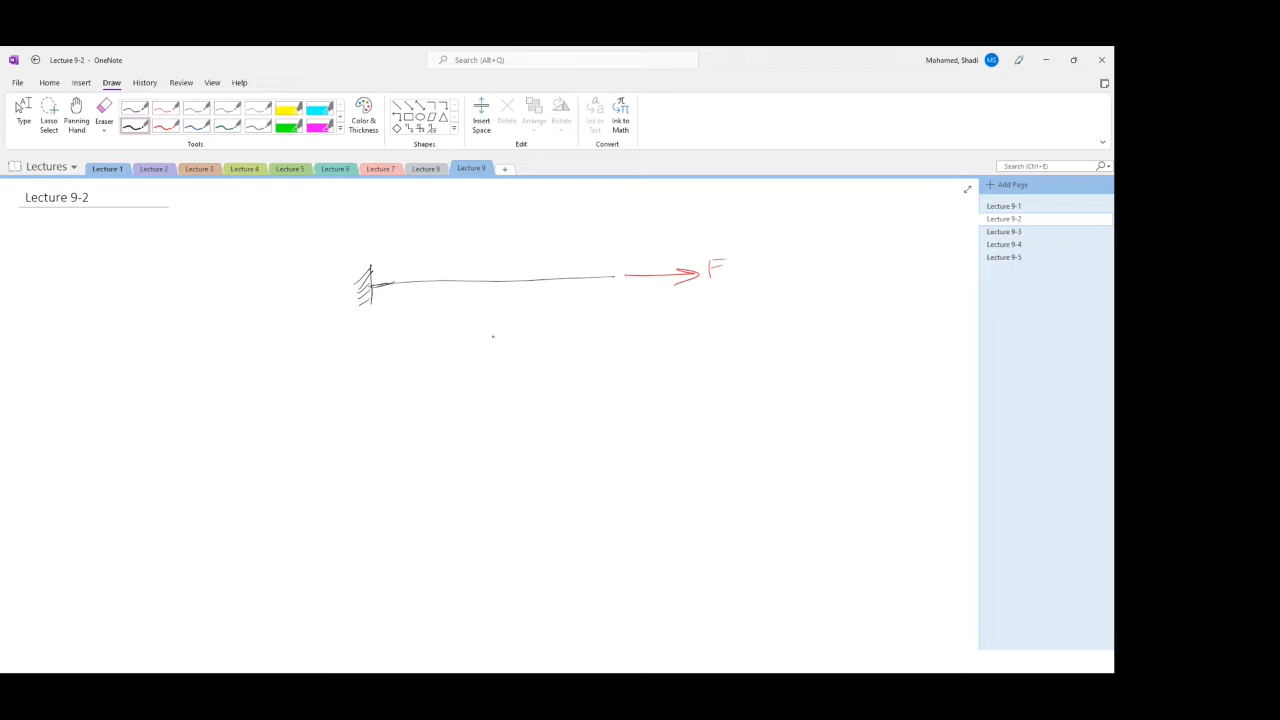 Lecture 9-2 - OneNote
Search (Alt+Q)
Mohamed, Shadi
MS
File Home Insert Draw History Review View Help
Type
Lasso Select
Panning Hand
Eraser
Color & Thickness
Insert Space
Delete
Arrange
Rotate
Ink to Text
Ink to Math
Tools
Shapes
Edit
Convert
Lectures
Lecture 1
Lecture 2
Lecture 3
Lecture 4
Lecture 5
Lecture 6
Lecture 7
Lecture 8
Lecture 9
Search (Ctrl+E)
Lecture 9-2
Add Page
Lecture 9-1
Lecture 9-2
Lecture 9-3
Lecture 9-4
Lecture 9-5
F